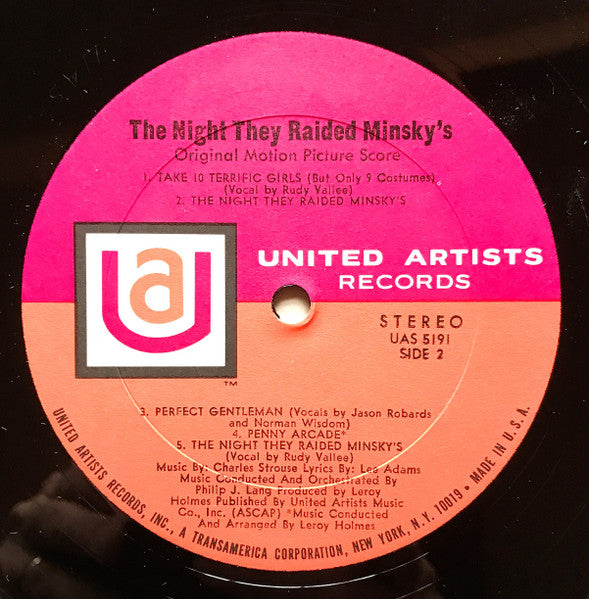 The Night They Raided Minsky's
Original Motion Picture Score
1. TAKE 10 TERRIFIC GIRLS (But Only 9 Costumes)
(Vocal by Rudy Vallee)
2. THE NIGHT THEY RAIDED MINSKY'S
ua
UNITED ARTISTS
RECORDS
STEREO
UAS 5191
SIDE 2
TM
3. PERFECT GENTLEMAN (Vocals by Jason Robards
and Norman Wisdom)
4. PENNY ARCADE*
5. THE NIGHT THEY RAIDED MINSKY'S
(Vocal by Rudy Vallee)
Music By: Charles Strouse Lyrics By: Lee Adams
Music Conducted And Orchestrated By
Philip J. Lang Produced by Leroy
Holmes Published By United Artists Music
Co., Inc. (ASCAP) *Music Conducted
And Arranged By Leroy Holmes
UNITED ARTISTS RECORDS, INC., A TRANSAMERICA CORPORATION, NEW YORK, N.Y. 10019 • MADE IN U.S.A.